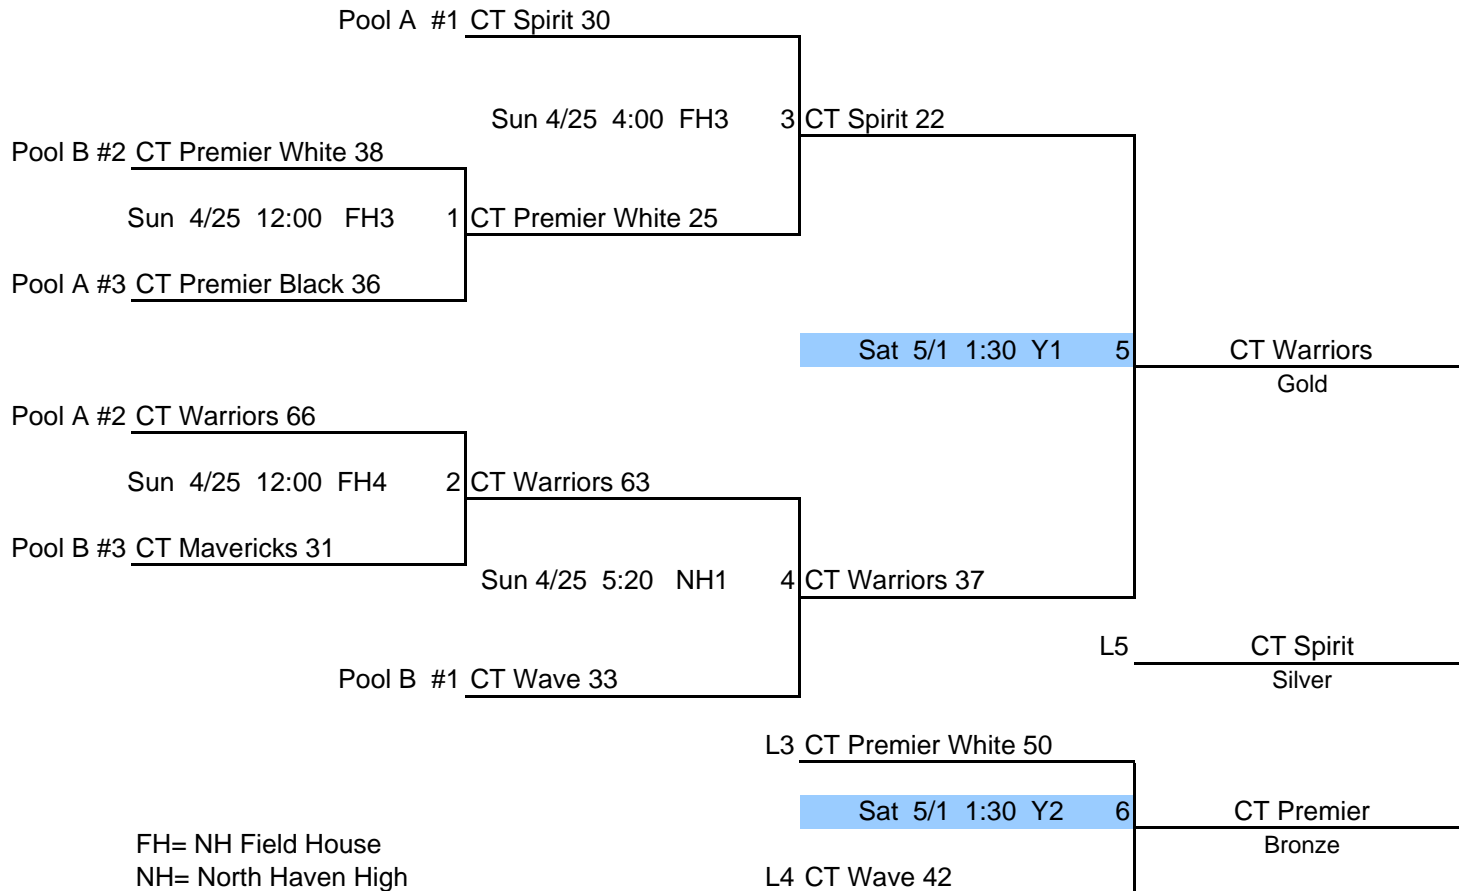 Pool A #1 CT Spirit 30
Sun 4/25 4:00 FH3 3 CT Spirit 22
Pool B #2 CT Premier White 38
Sun 4/25 12:00 FH3 1 CT Premier White 25
Pool A #3 CT Premier Black 36
Sat 5/1 1:30 Y1 5 CT Warriors
Gold
Pool A #2 CT Warriors 66
Sun 4/25 12:00 FH4 2 CT Warriors 63
Pool B #3 CT Mavericks 31
Sun 4/25 5:20 NH1 4 CT Warriors 37
L5 CT Spirit
Pool B #1 CT Wave 33 Silver
L3 CT Premier White 50
Sat 5/1 1:30 Y2 6 CT Premier
FH= NH Field House Bronze
NH= North Haven High L4 CT Wave 42